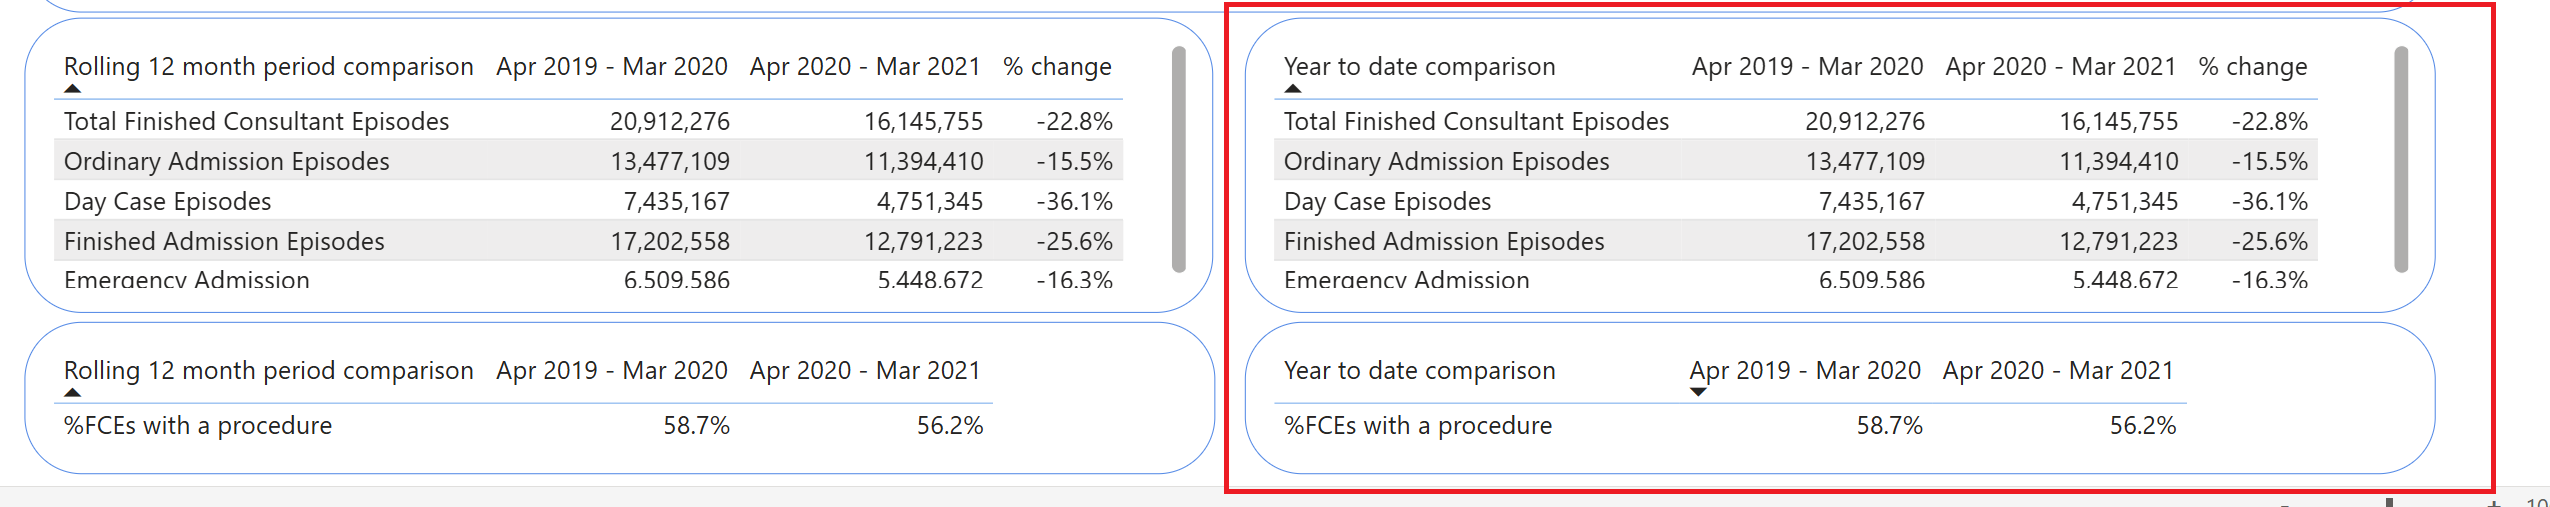 Rolling 12 month period comparison Apr 2019 - Mar 2020 Apr 2020 - Mar 2021 % change
Total Finished Consultant Episodes 20,912,276 16,145,755 -22.8%
Ordinary Admission Episodes 13,477,109 11,394,410 -15.5%
Day Case Episodes 7,435,167 4,751,345 -36.1%
Finished Admission Episodes 17,202,558 12,791,223 -25.6%
Emergency Admission 6,509,586 5,448,672 -16.3%
Year to date comparison Apr 2019 - Mar 2020 Apr 2020 - Mar 2021 % change
Total Finished Consultant Episodes 20,912,276 16,145,755 -22.8%
Ordinary Admission Episodes 13,477,109 11,394,410 -15.5%
Day Case Episodes 7,435,167 4,751,345 -36.1%
Finished Admission Episodes 17,202,558 12,791,223 -25.6%
Emergency Admission 6,509,586 5,448,672 -16.3%
Rolling 12 month period comparison Apr 2019 - Mar 2020 Apr 2020 - Mar 2021
%FCEs with a procedure 58.7% 56.2%
Year to date comparison Apr 2019 - Mar 2020 Apr 2020 - Mar 2021
%FCEs with a procedure 58.7% 56.2%